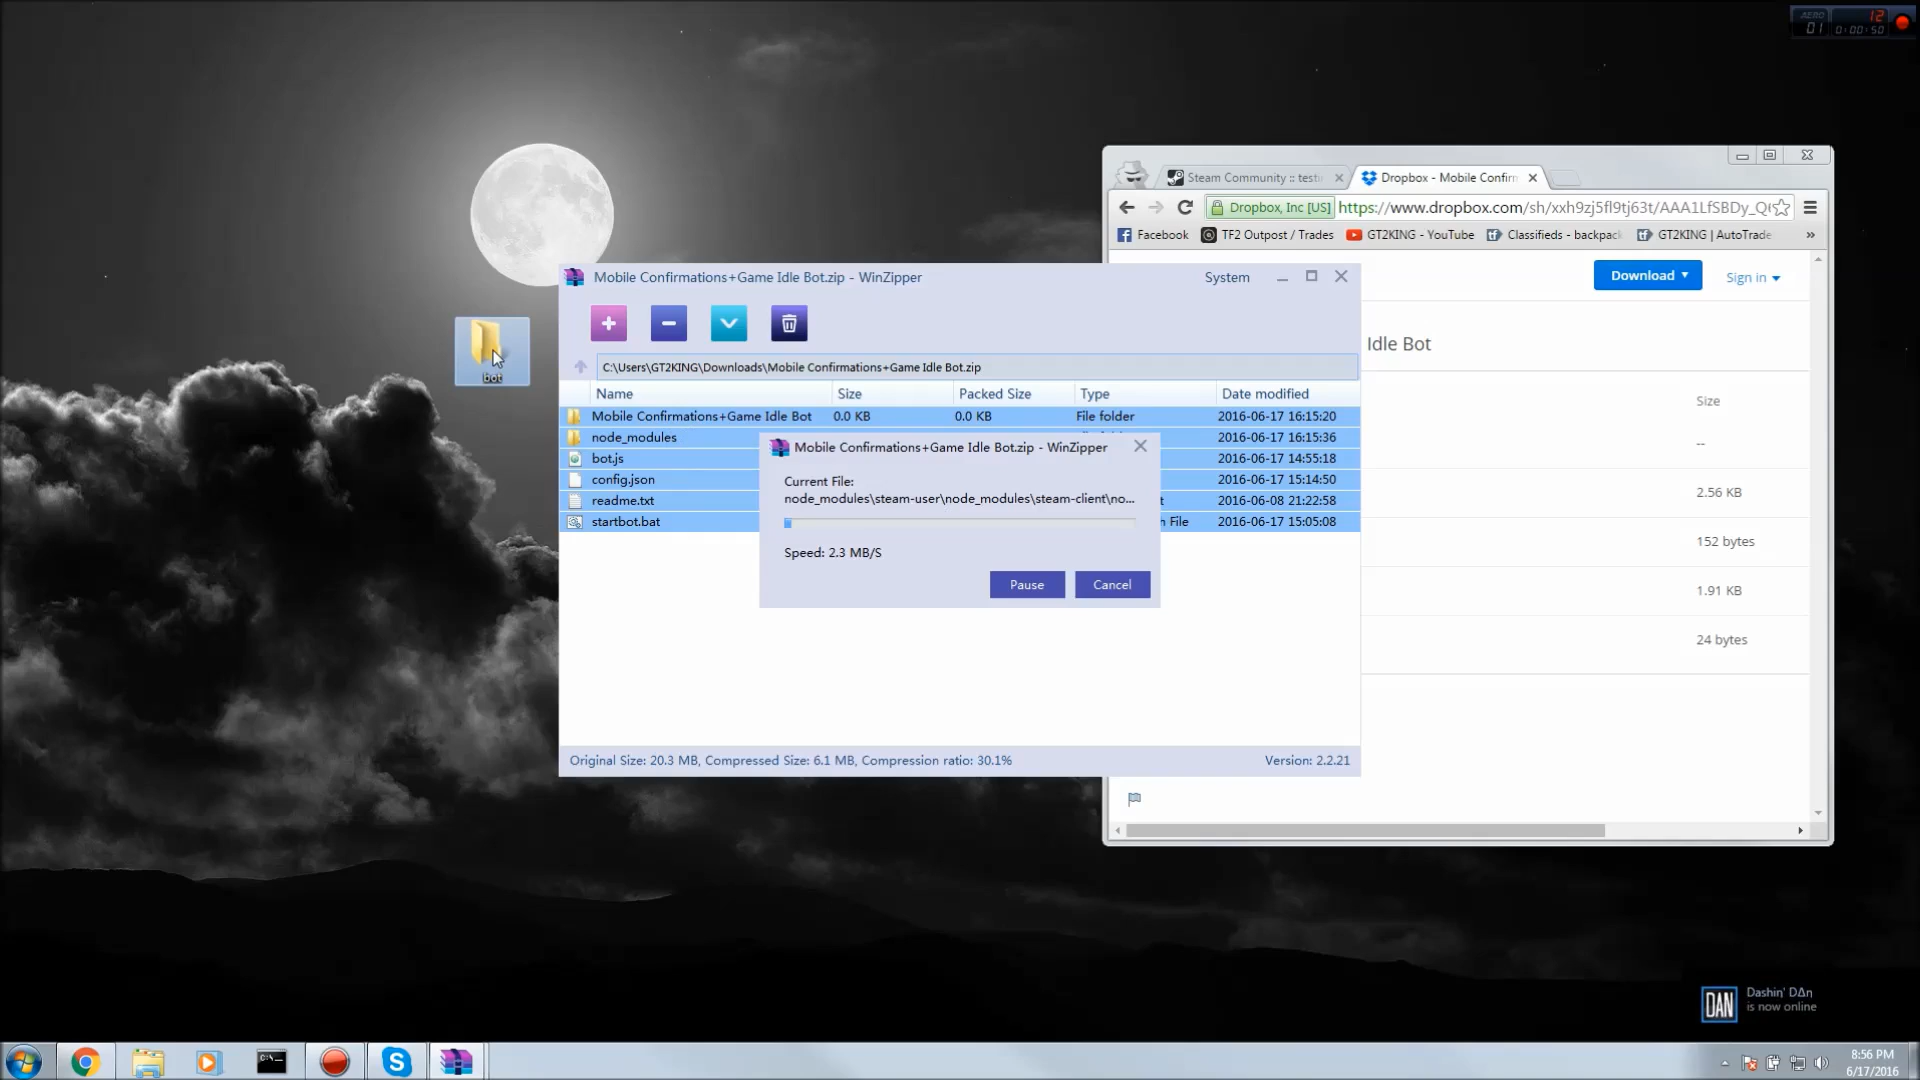 AERO
01
12
0:00:50
Steam Community :: testi
Dropbox - Mobile Confirm
Dropbox, Inc [US]
https://www.dropbox.com/sh/xxh9zj5fl9tj63t/AAA1LfSBDy_Q
Facebook
TF2 Outpost / Trades
GT2KING - YouTube
Classifieds - backpack
GT2KING | AutoTrade
»
Download
Sign in
Idle Bot
Size
--
2.56 KB
152 bytes
1.91 KB
24 bytes
bot
Mobile Confirmations+Game Idle Bot.zip - WinZipper
System
C:\Users\GT2KING\Downloads\Mobile Confirmations+Game Idle Bot.zip
Name Size Packed Size Type Date modified
Mobile Confirmations+Game Idle Bot 0.0 KB 0.0 KB File folder 2016-06-17 16:15:20
node_modules 2016-06-17 16:15:36
bot.js 2016-06-17 14:55:18
config.json 2016-06-17 15:14:50
readme.txt t 2016-06-08 21:22:58
startbot.bat h File 2016-06-17 15:05:08
Mobile Confirmations+Game Idle Bot.zip - WinZipper
Current File:
node_modules\steam-user\node_modules\steam-client\no...
Speed: 2.3 MB/S
Pause
Cancel
Original Size: 20.3 MB, Compressed Size: 6.1 MB, Compression ratio: 30.1%
Version: 2.2.21
DAN
Dashin' DΔn
is now online
C:\.
8:56 PM
6/17/2016